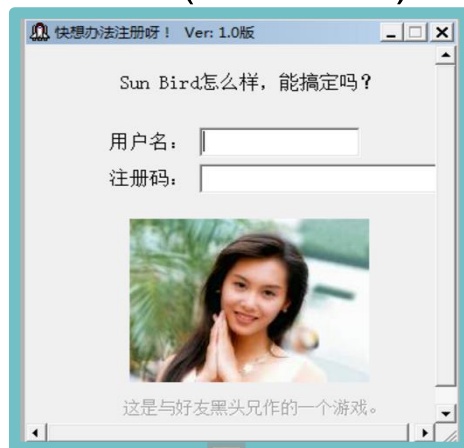 快想办法注册呀！ Ver: 1.0版
Sun Bird怎么样，能搞定吗？
用户名：
注册码：
这是与好友黑头兄作的一个游戏。